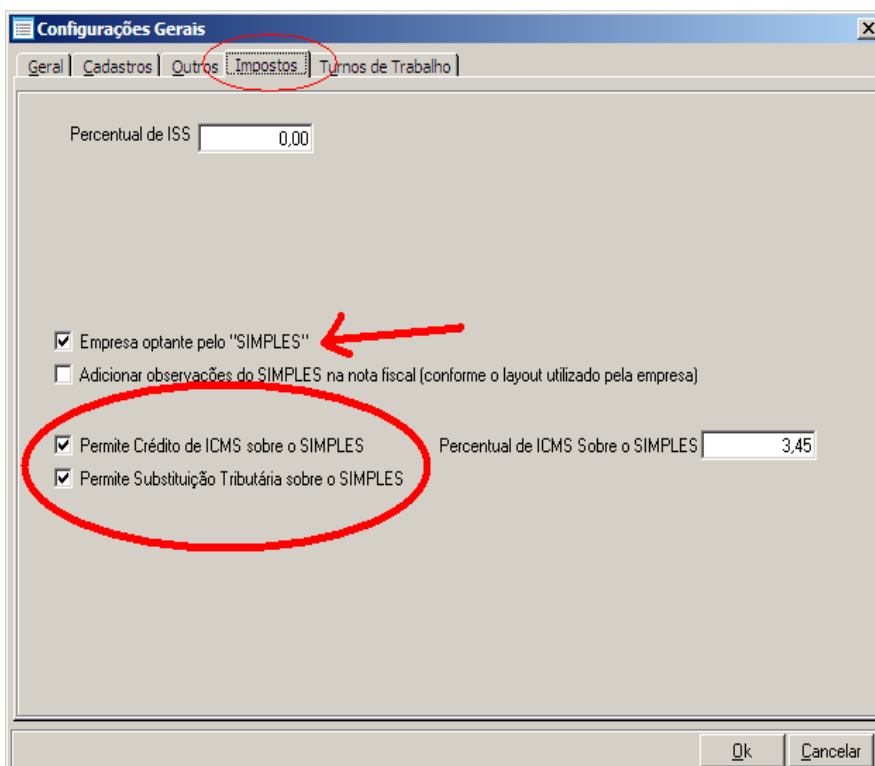 Configurações Gerais
Geral Cadastros Outros Impostos Turnos de Trabalho
Percentual de ISS 0,00
Empresa optante pelo "SIMPLES"
Adicionar observações do SIMPLES na nota fiscal (conforme o layout utilizado pela empresa)
Permite Crédito de ICMS sobre o SIMPLES Percentual de ICMS Sobre o SIMPLES 3,45
Permite Substituição Tributária sobre o SIMPLES
Ok Cancelar